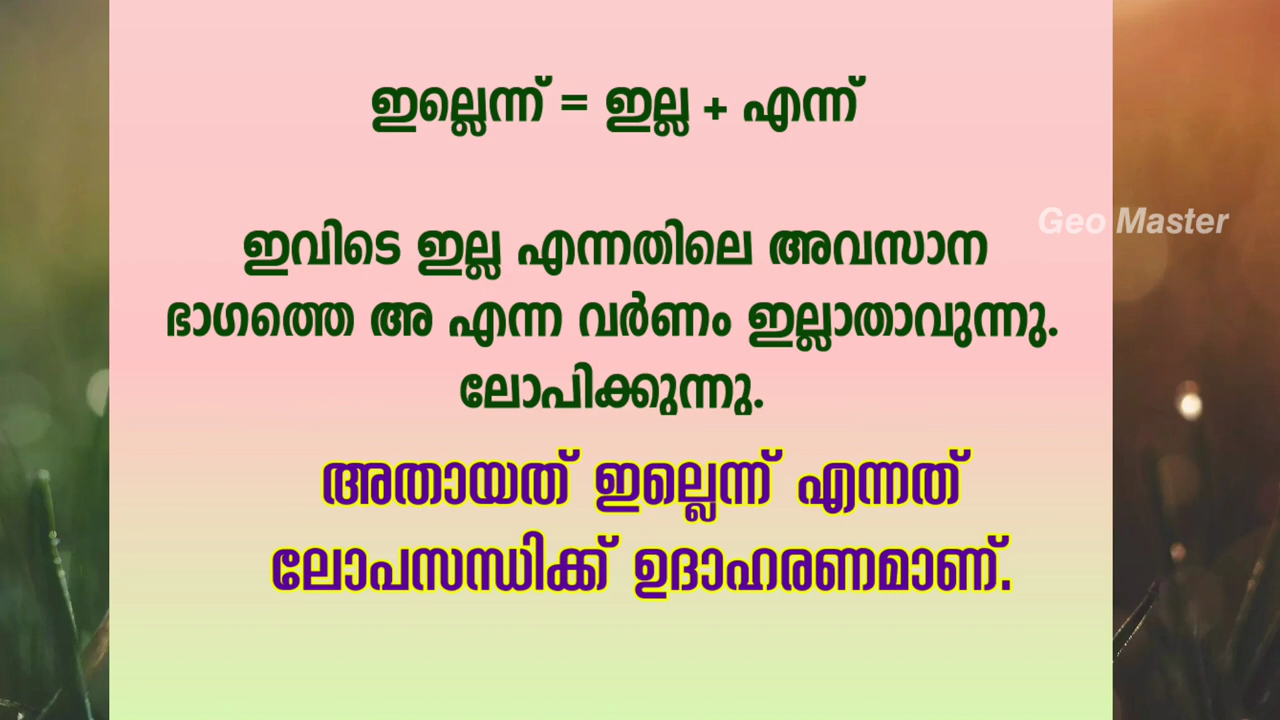 ഇല്ലെന്ന് = ഇല്ല + എന്ന്
Geo Master
ഇവിടെ ഇല്ല എന്നതിലെ അവസാന
ഭാഗത്തെ അ എന്ന വർണം ഇല്ലാതാവുന്നു.
ലോപിക്കുന്നു.
അതായത് ഇല്ലെന്ന് എന്നത്
ലോപസന്ധിക്ക് ഉദാഹരണമാണ്.